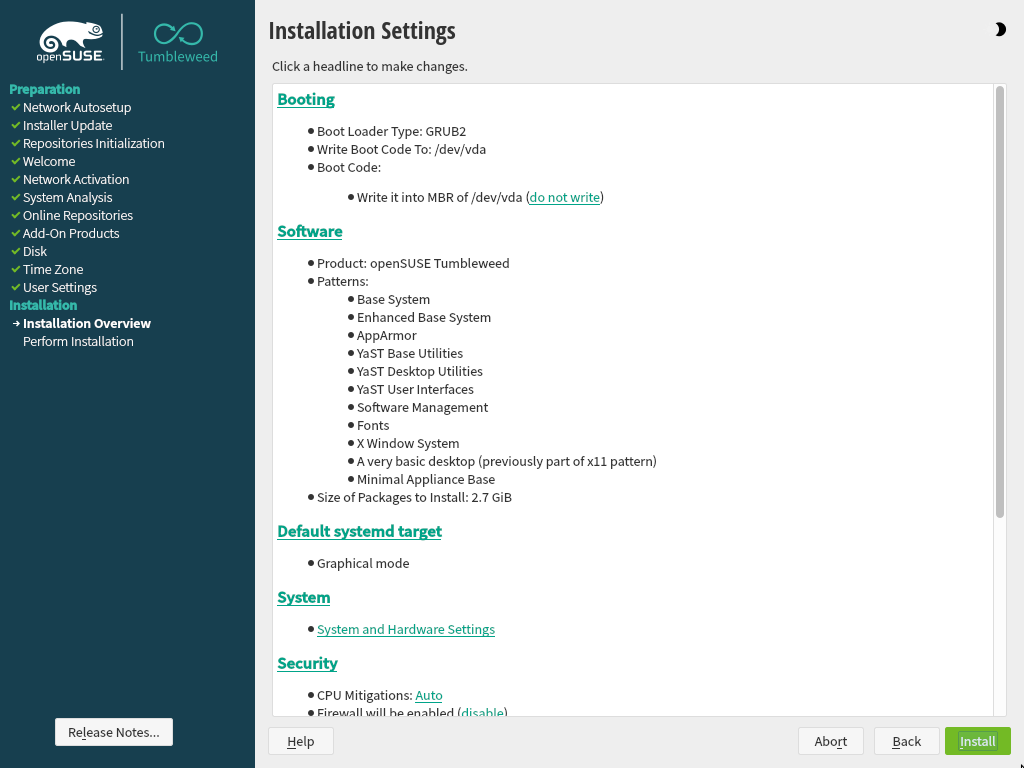 openSUSE
Tumbleweed
Preparation
Network Autosetup
Installer Update
Repositories Initialization
Welcome
Network Activation
System Analysis
Online Repositories
Add-On Products
Disk
Time Zone
User Settings
Installation
Installation Overview
Perform Installation
Release Notes...
Installation Settings
Click a headline to make changes.
Booting
Boot Loader Type: GRUB2
Write Boot Code To: /dev/vda
Boot Code:
Write it into MBR of /dev/vda (do not write)
Software
Product: openSUSE Tumbleweed
Patterns:
Base System
Enhanced Base System
AppArmor
YaST Base Utilities
YaST Desktop Utilities
YaST User Interfaces
Software Management
Fonts
X Window System
A very basic desktop (previously part of x11 pattern)
Minimal Appliance Base
Size of Packages to Install: 2.7 GiB
Default systemd target
Graphical mode
System
System and Hardware Settings
Security
CPU Mitigations: Auto
Firewall will be enabled (disable)
Help
Abort
Back
Install